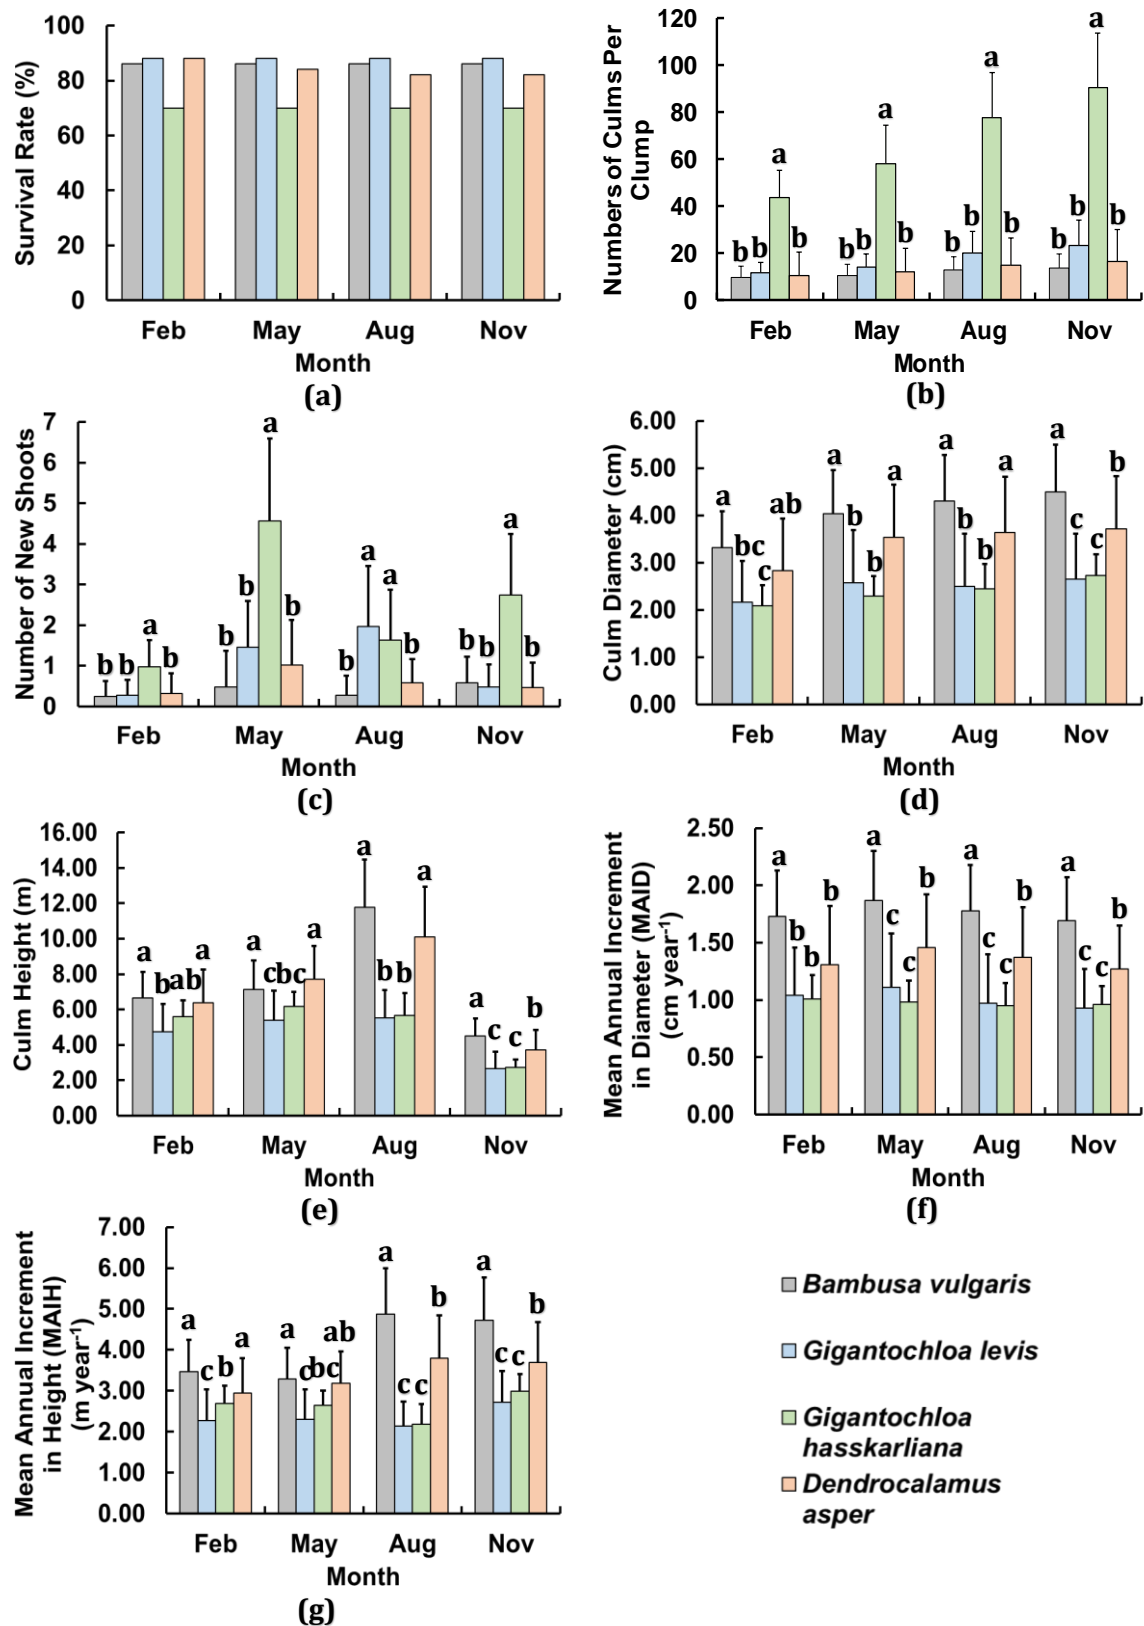 Survival Rate (%)
100
80
60
40
20
0
Feb May Aug Nov
Month
(a)
Numbers of Culms Per
Clump
120
100
80
60
40
20
0
b b a b
b b a b
b b a b
b b a b
Feb May Aug Nov
Month
(b)
Number of New Shoots
7
6
5
4
3
2
1
0
b b a b
b b a b
b a a b
b b a b
Feb May Aug Nov
Month
(c)
Culm Diameter (cm)
6.00
5.00
4.00
3.00
2.00
1.00
0.00
a bc c ab
a b b a
a b b a
a c c b
Feb May Aug Nov
Month
(d)
Culm Height (m)
16.00
14.00
12.00
10.00
8.00
6.00
4.00
2.00
0.00
a b ab a
a c bc a
a b b a
a c c b
Feb May Aug Nov
Month
(e)
Mean Annual Increment
in Diameter (MAID)
(cm year-1)
2.50
2.00
1.50
1.00
0.50
0.00
a b b b
a c c b
a c c b
a c c b
Feb May Aug Nov
Month
(f)
Mean Annual Increment
in Height (MAIH)
(m year-1)
7.00
6.00
5.00
4.00
3.00
2.00
1.00
0.00
a c b a
a c bc ab
a c c b
a c c b
Feb May Aug Nov
Month
(g)
Bambusa vulgaris
Gigantochloa levis
Gigantochloa
hasskarliana
Dendrocalamus
asper